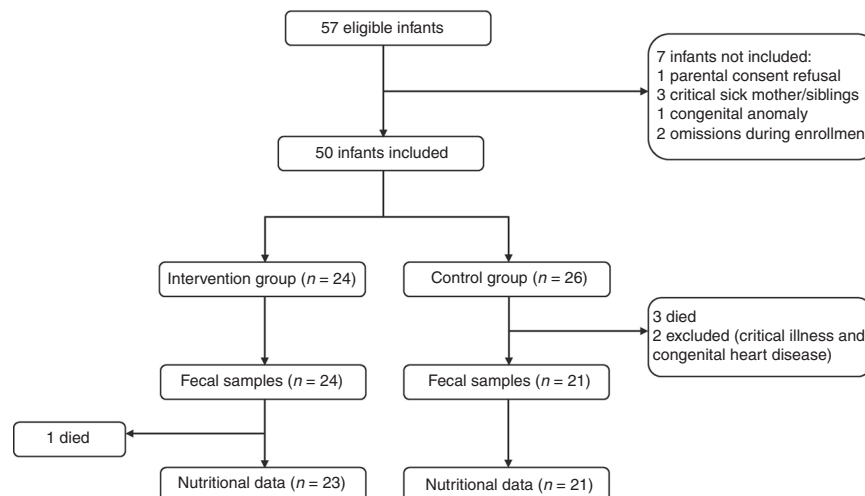 57 eligible infants
7 infants not included:
1 parental consent refusal
3 critical sick mother/siblings
1 congenital anomaly
2 omissions during enrollmen
50 infants included
Intervention group (n = 24)
Control group (n = 26)
3 died
2 excluded (critical illness and
congenital heart disease)
Fecal samples (n = 24)
Fecal samples (n = 21)
1 died
Nutritional data (n = 23)
Nutritional data (n = 21)